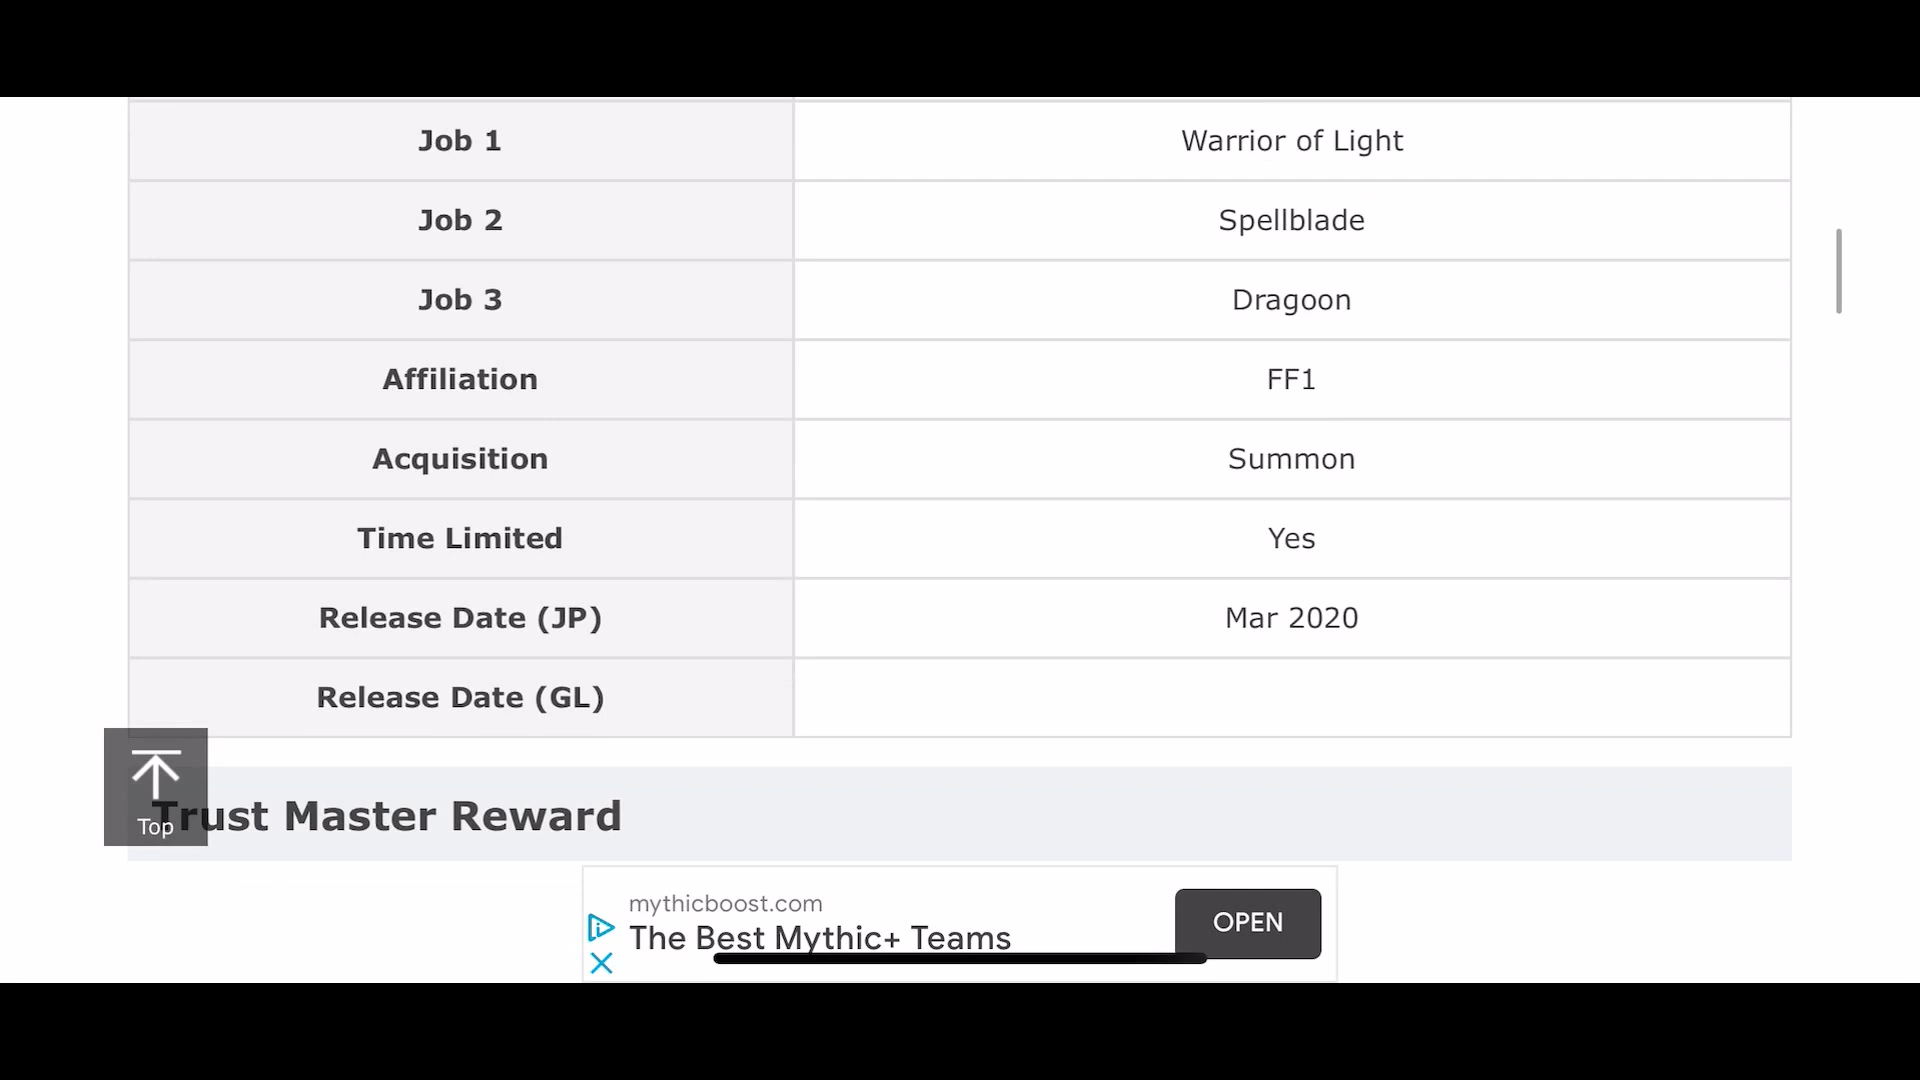 Job 1 Warrior of Light
Job 2 Spellblade
Job 3 Dragoon
Affiliation FF1
Acquisition Summon
Time Limited Yes
Release Date (JP) Mar 2020
Release Date (GL)
Trust Master Reward
Top
mythicboost.com
The Best Mythic+ Teams
OPEN